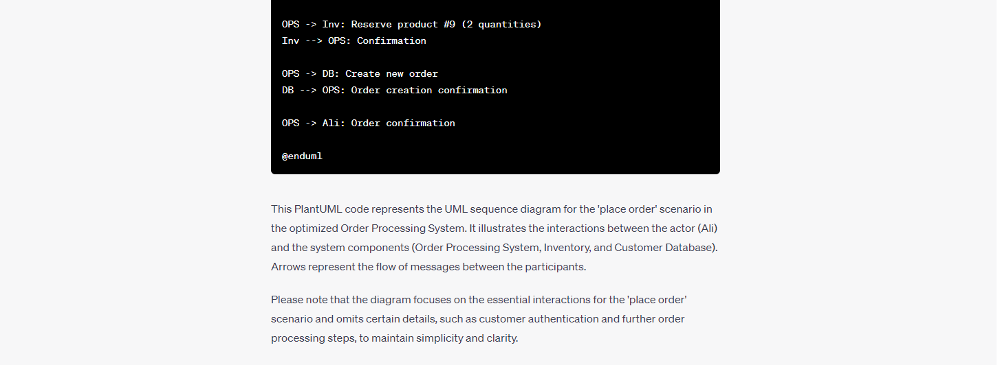 OPS -> Inv: Reserve product #9 (2 quantities)
Inv --> OPS: Confirmation
OPS -> DB: Create new order
DB --> OPS: Order creation confirmation
OPS -> Ali: Order confirmation
@enduml
This PlantUML code represents the UML sequence diagram for the 'place order' scenario in
the optimized Order Processing System. It illustrates the interactions between the actor (Ali)
and the system components (Order Processing System, Inventory, and Customer Database).
Arrows represent the flow of messages between the participants.
Please note that the diagram focuses on the essential interactions for the 'place order'
scenario and omits certain details, such as customer authentication and further order
processing steps, to maintain simplicity and clarity.